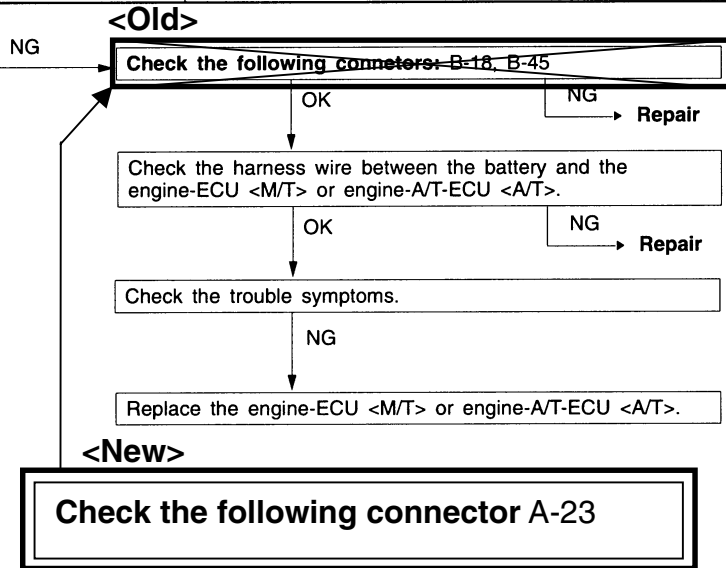 <Old>
NG
Check the following connetors: B-18, B-45
OK
NG
Repair
Check the harness wire between the battery and the
engine-ECU <M/T> or engine-A/T-ECU <A/T>.
OK
NG
Repair
Check the trouble symptoms.
NG
Replace the engine-ECU <M/T> or engine-A/T-ECU <A/T>.
<New>
Check the following connector A-23